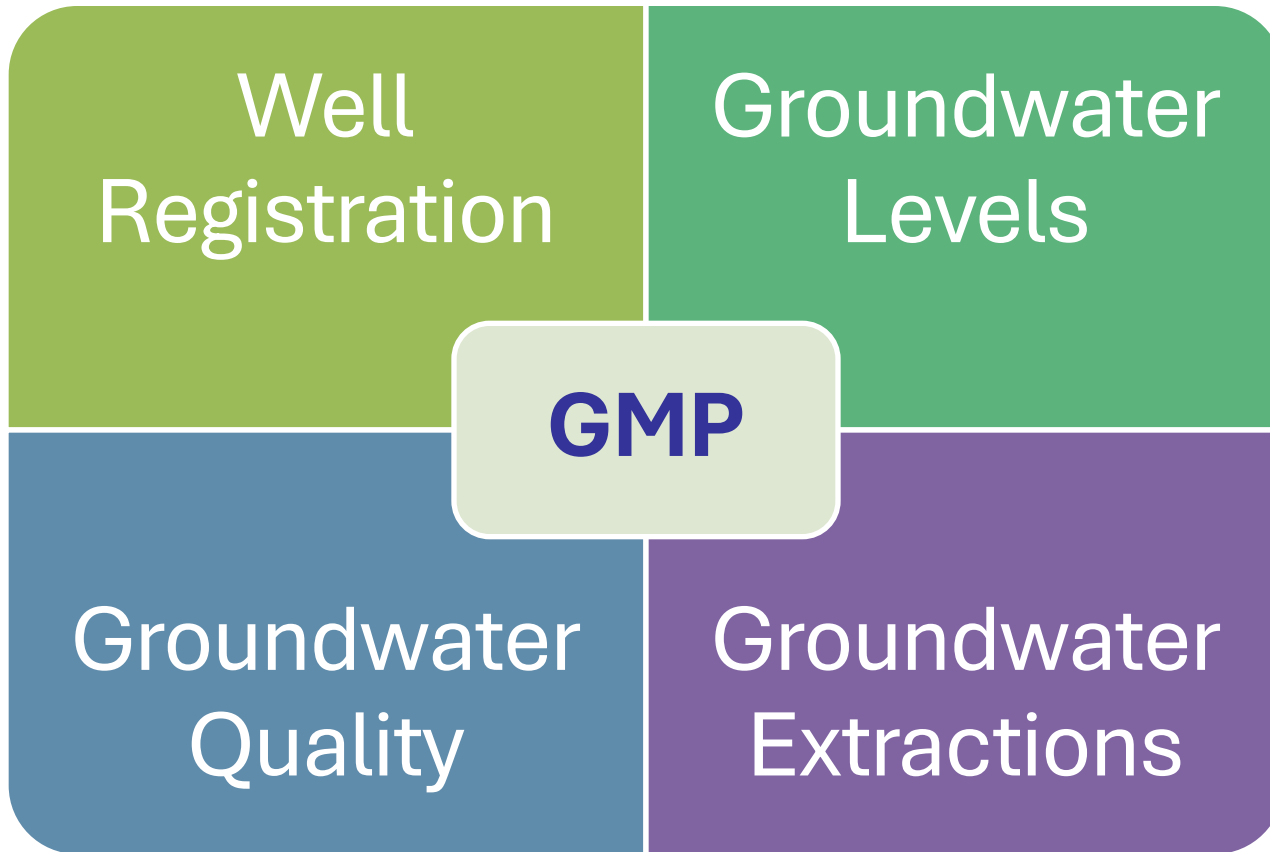 Well
Registration
Groundwater
Levels
GMP
Groundwater
Quality
Groundwater
Extractions